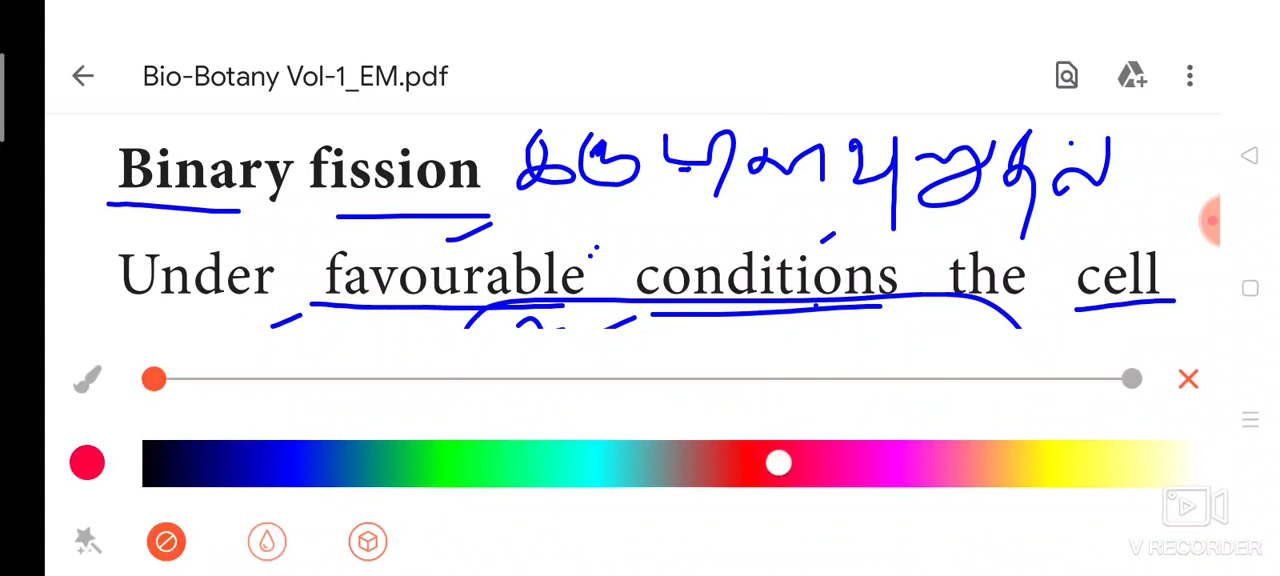 Bio-Botany Vol-1_EM.pdf
Binary fission இருபிளவுறுதல்
Under favourable conditions the cell
V RECORDER